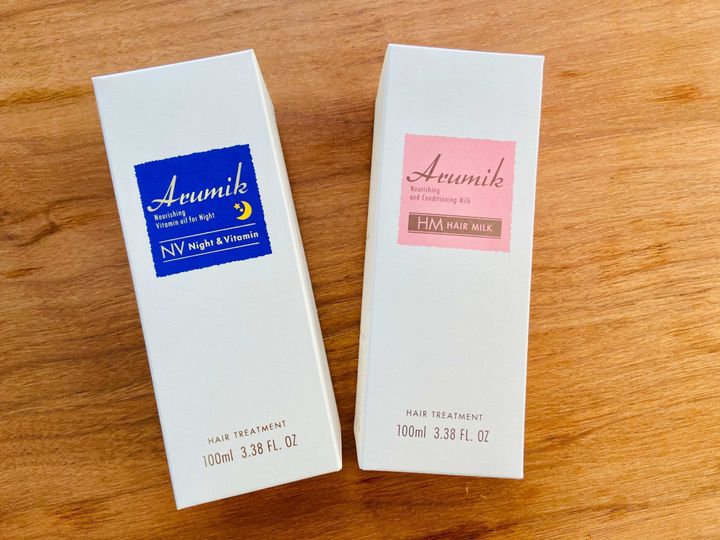 Arumik
Nourishing
Vitamin oil for Night
NV Night & Vitamin
HAIR TREATMENT
100ml 3.38 FL. OZ
Arumik
Nourishing
and Conditioning Milk
HM HAIR MILK
HAIR TREATMENT
100ml 3.38 FL. OZ